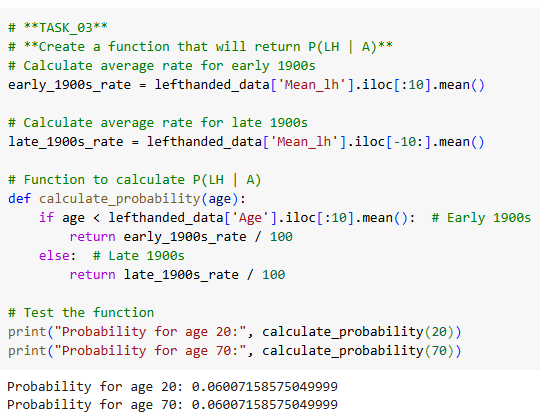 # **TASK_03**
# **Create a function that will return P(LH | A)**
# Calculate average rate for early 1900s
early_1900s_rate = lefthanded_data['Mean_lh'].iloc[:10].mean()
# Calculate average rate for late 1900s
late_1900s_rate = lefthanded_data['Mean_lh'].iloc[-10:].mean()
# Function to calculate P(LH | A)
def calculate_probability(age):
    if age < lefthanded_data['Age'].iloc[:10].mean():  # Early 1900s
        return early_1900s_rate / 100
    else:  # Late 1900s
        return late_1900s_rate / 100
# Test the function
print("Probability for age 20:", calculate_probability(20))
print("Probability for age 70:", calculate_probability(70))
Probability for age 20: 0.06007158575049999
Probability for age 70: 0.06007158575049999